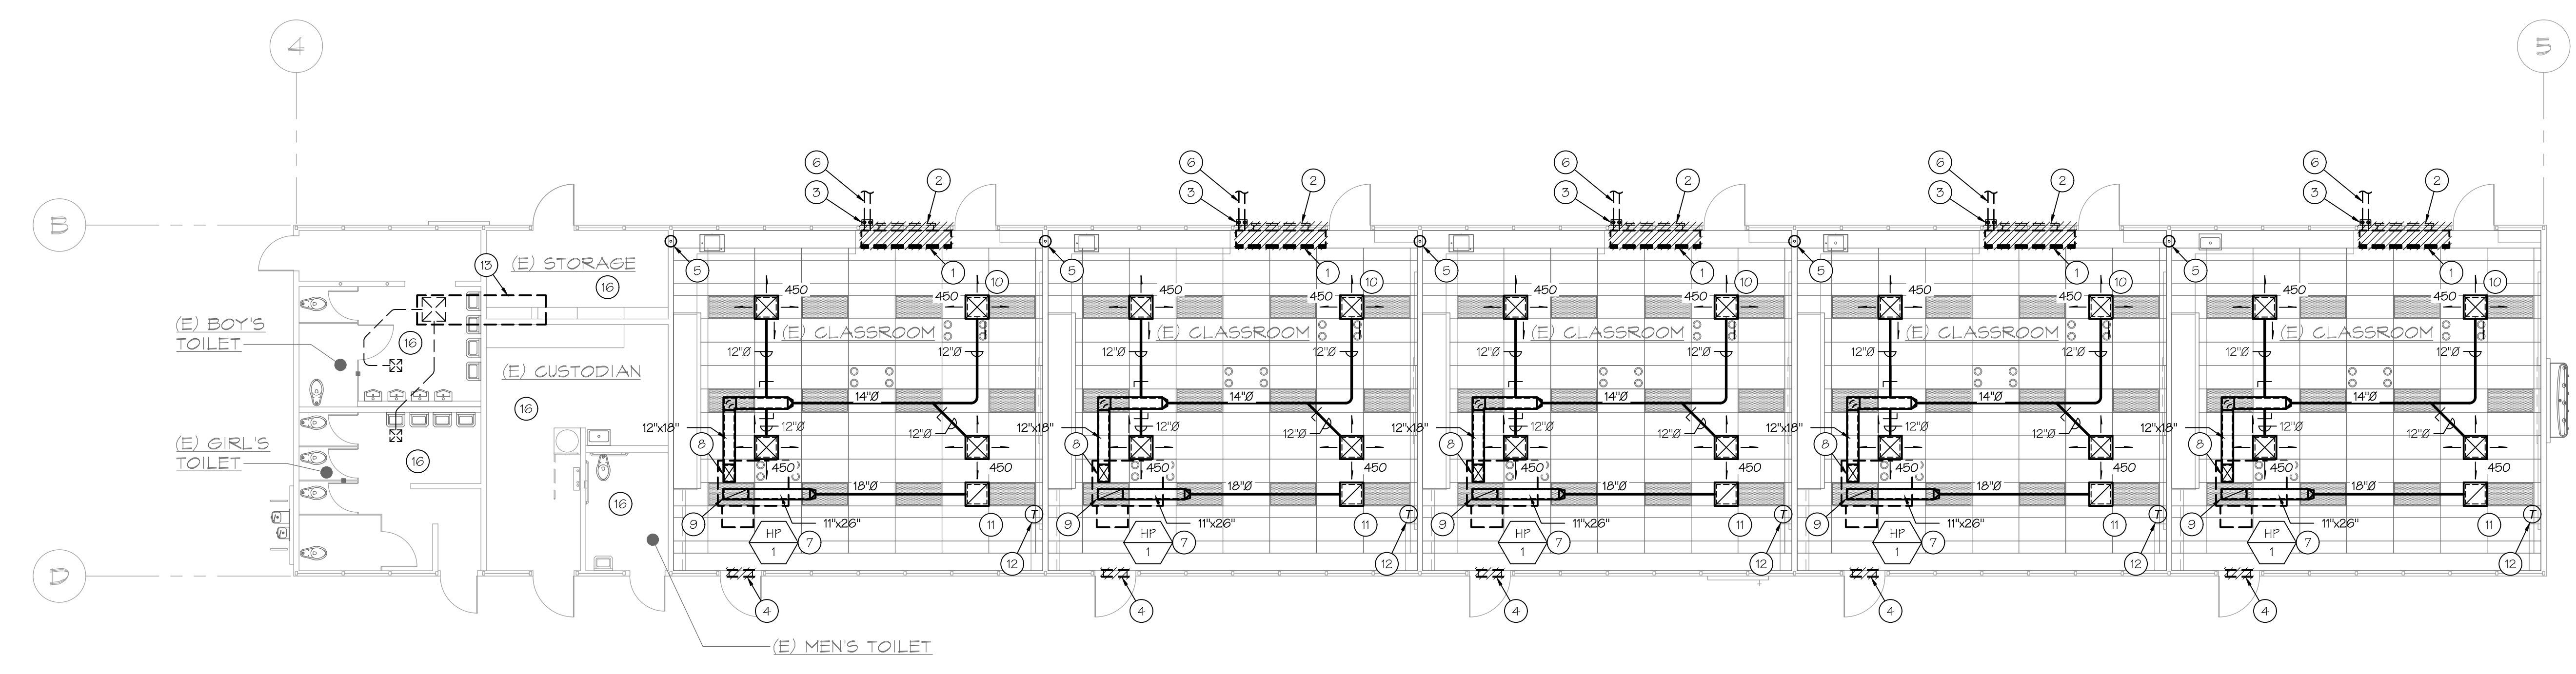 4
5
6 6 6 6 6
3 2 3 2 3 2 3 2 3 2
B
5 1 5 1 5 1 5 1 5 1
13
(E) STORAGE
16
10 10 10 10 10
450 450 450 450 450 450 450 450 450 450
(E) BOY'S
TOILET
16
(E) CLASSROOM (E) CLASSROOM (E) CLASSROOM (E) CLASSROOM (E) CLASSROOM
12"Ø 12"Ø 12"Ø 12"Ø 12"Ø 12"Ø 12"Ø 12"Ø 12"Ø 12"Ø
(E) CUSTODIAN
16
14"Ø 14"Ø 14"Ø 14"Ø 14"Ø
12"x18" 12"Ø 12"Ø 12"x18" 12"Ø 12"Ø 12"x18" 12"Ø 12"Ø 12"x18" 12"Ø 12"Ø 12"x18" 12"Ø 12"Ø
(E) GIRL'S
TOILET
16
8 8 8 8 8
450 450 450 450 450 450 450 450 450 450
18"Ø 18"Ø 18"Ø 18"Ø 18"Ø
16
9 11"x26" 11 T 9 11"x26" 11 T 9 11"x26" 11 T 9 11"x26" 11 T 9 11"x26" 11 T
HP 7 HP 7 HP 7 HP 7 HP 7
1 1 1 1 1
12 12 12 12 12
D
4 4 4 4 4
(E) MEN'S TOILET